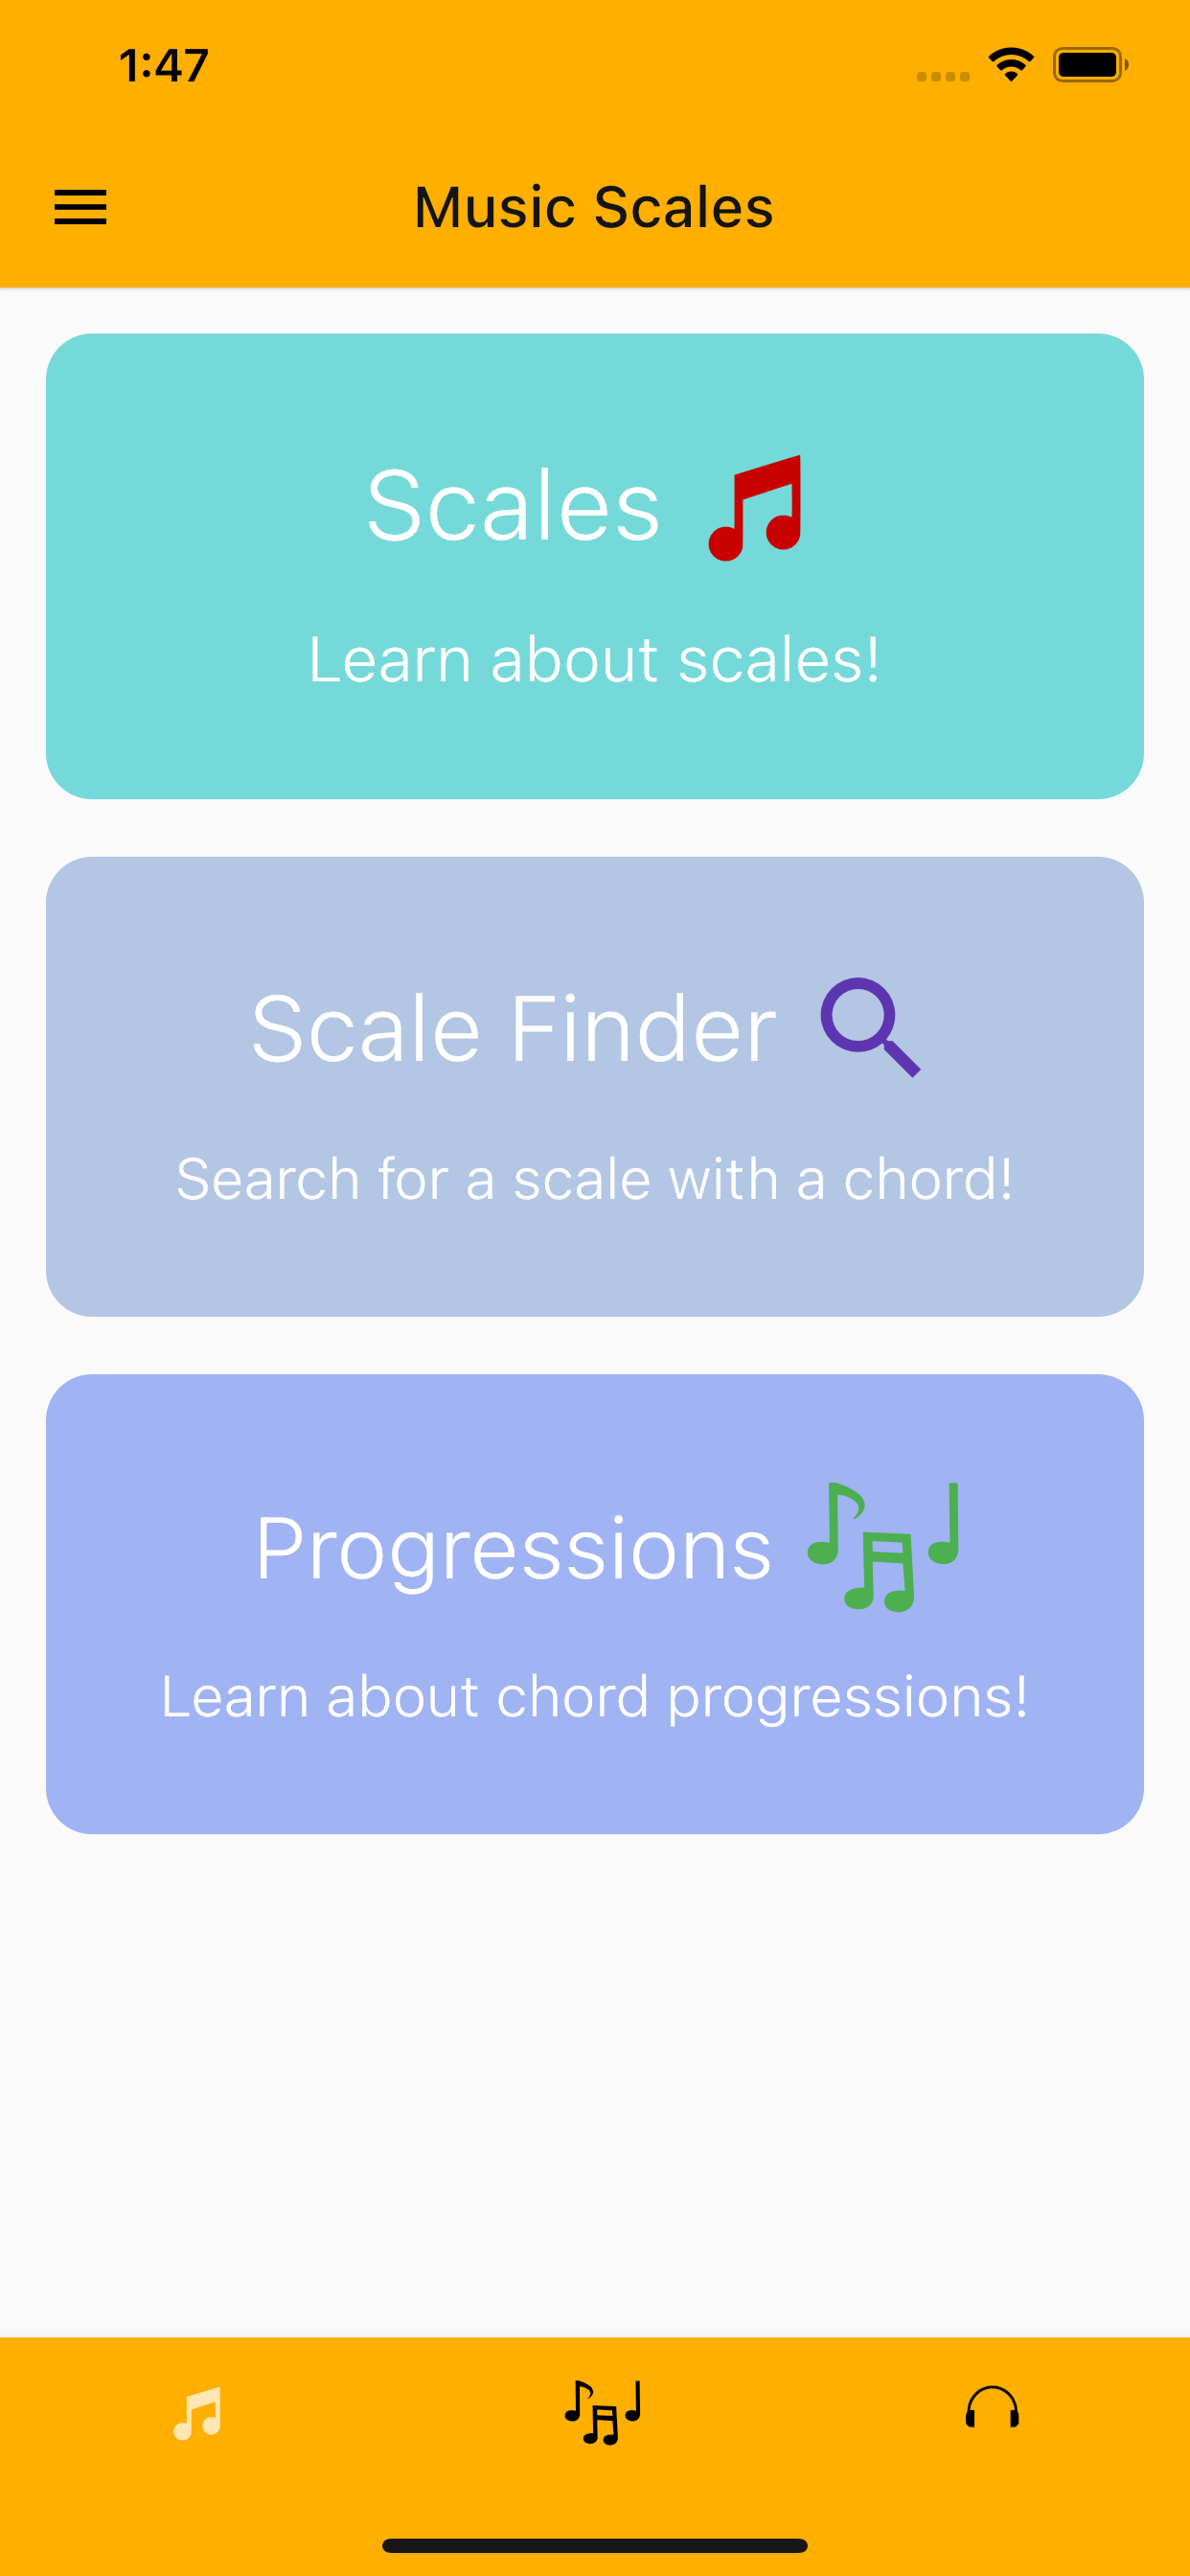 1:47
Music Scales
Scales
Learn about scales!
Scale Finder
Search for a scale with a chord!
Progressions
Learn about chord progressions!